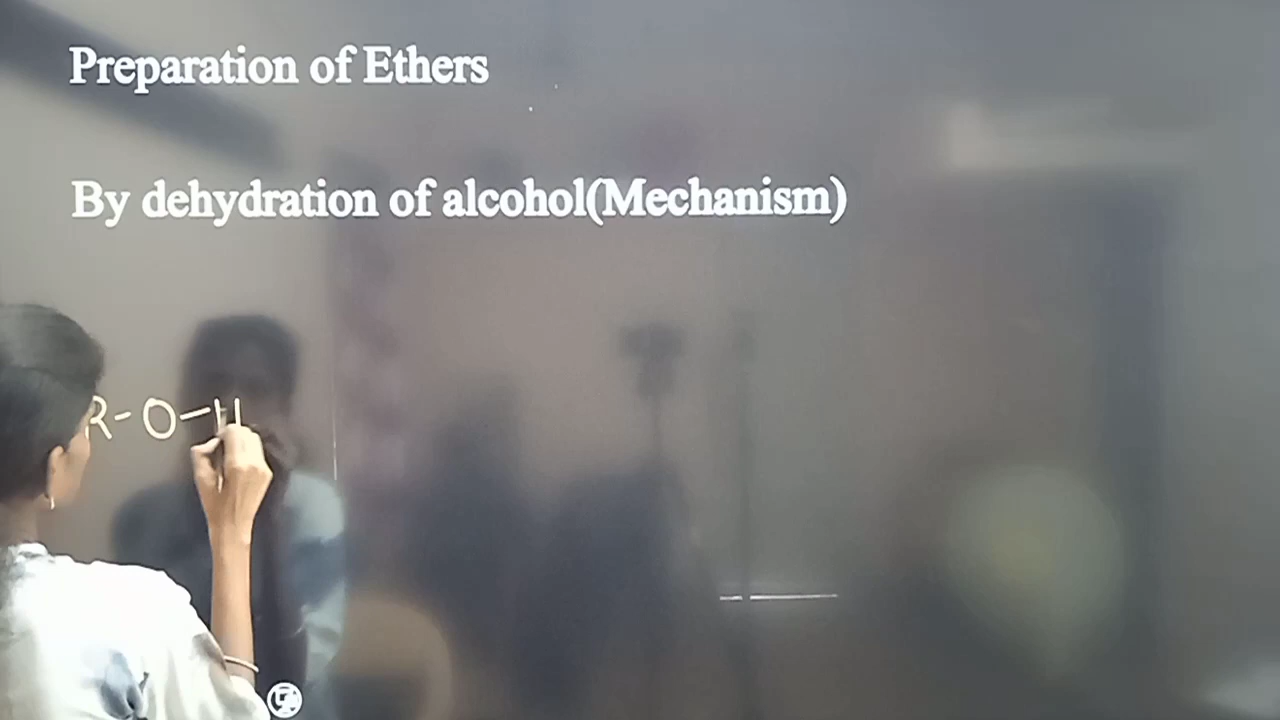 Preparation of Ethers
By dehydration of alcohol(Mechanism)
R-O-H